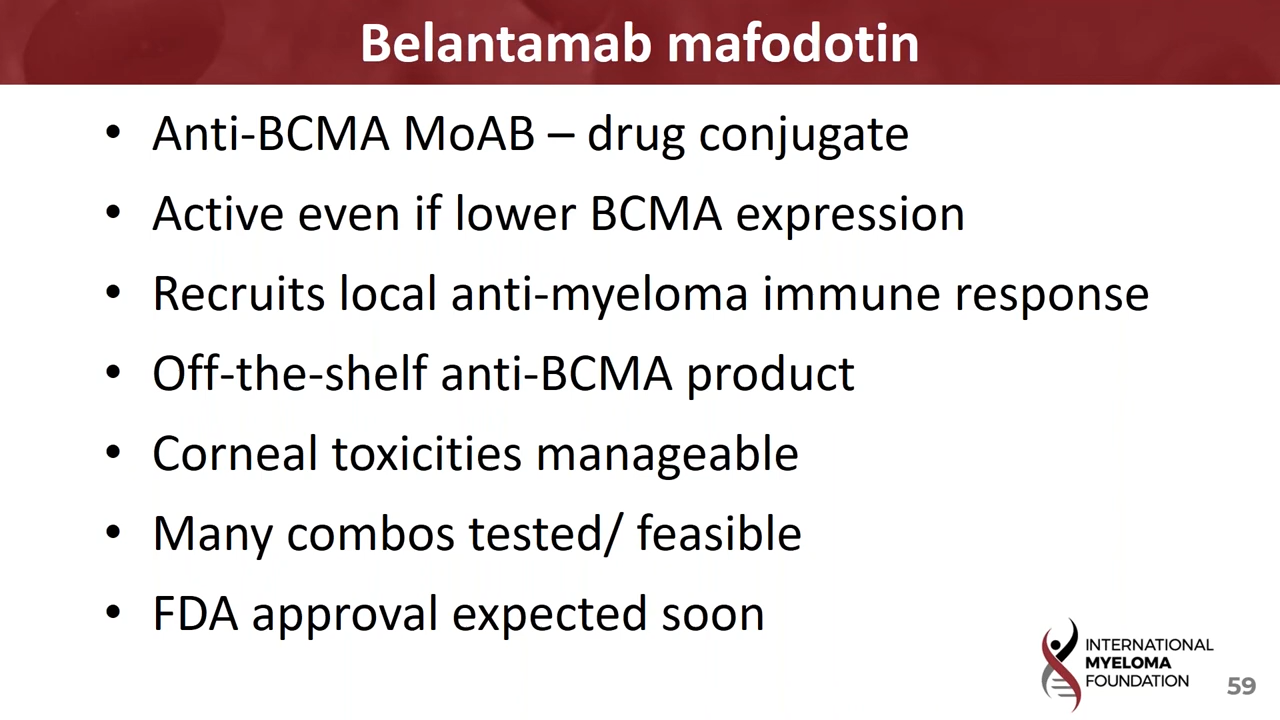 Belantamab mafodotin
• Anti-BCMA MoAB – drug conjugate
• Active even if lower BCMA expression
• Recruits local anti-myeloma immune response
• Off-the-shelf anti-BCMA product
• Corneal toxicities manageable
• Many combos tested/ feasible
• FDA approval expected soon
INTERNATIONAL
MYELOMA
FOUNDATION
59